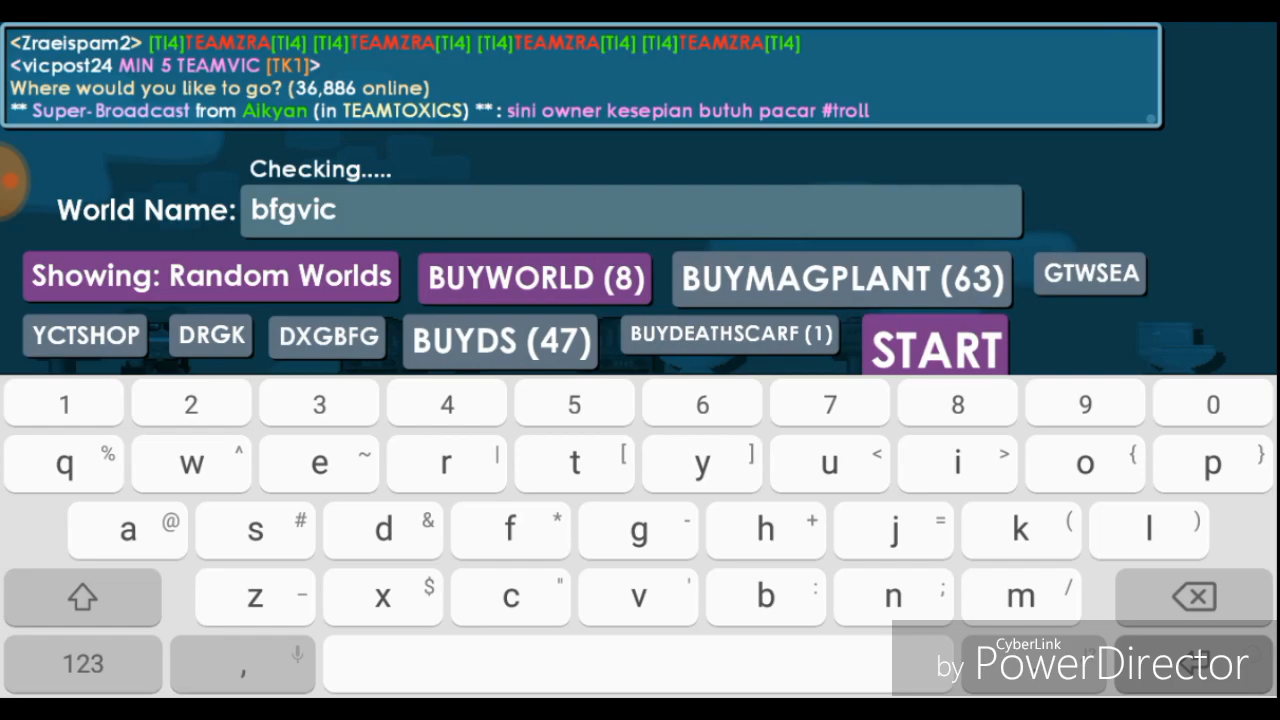 <Zraeispam2> [TI4]TEAMZRA[TI4] [TI4]TEAMZRA[TI4] [TI4]TEAMZRA[TI4] [TI4]TEAMZRA[TI4]
<vicpost24 MIN 5 TEAMVIC [TK1]>
Where would you like to go? (36,886 online)
** Super-Broadcast from Aikyan (in TEAMTOXICS) ** : sini owner kesepian butuh pacar #troll
Checking.....
World Name: bfgvic
Showing: Random Worlds BUYWORLD (8) BUYMAGPLANT (63) GTWSEA
YCTSHOP DRGK DXGBFG BUYDS (47) BUYDEATHSCARF (1) START
1 2 3 4 5 6 7 8 9 0
q % w ^ e ~ r | t [ y ] u < i > o { p }
a @ s # d & f * g - h + j = k ( l )
z _ x $ c " v ' b : n ; m /
123 ,
CyberLink
by PowerDirector